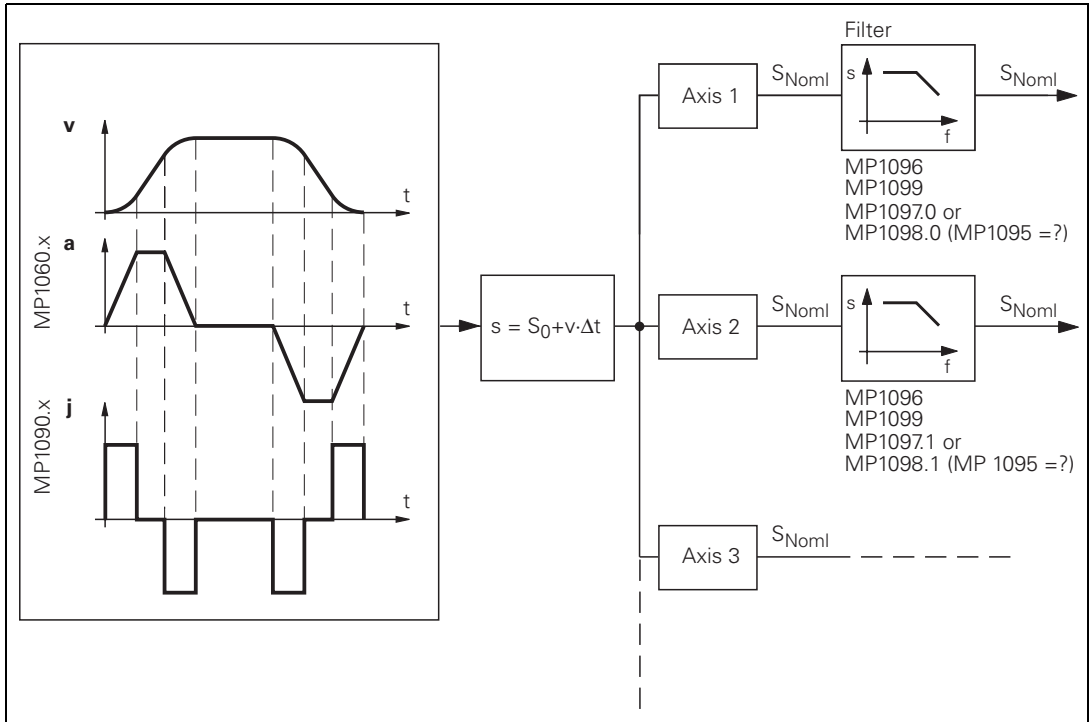 v
t
MP1060.x
a
t
MP1090.x
j
t
s = S0+v·Δt
Axis 1
SNoml
Filter
s
f
SNoml
MP1096
MP1099
MP1097.0 or
MP1098.0 (MP1095 =?)
Axis 2
SNoml
s
f
SNoml
MP1096
MP1099
MP1097.1 or
MP1098.1 (MP 1095 =?)
Axis 3
SNoml